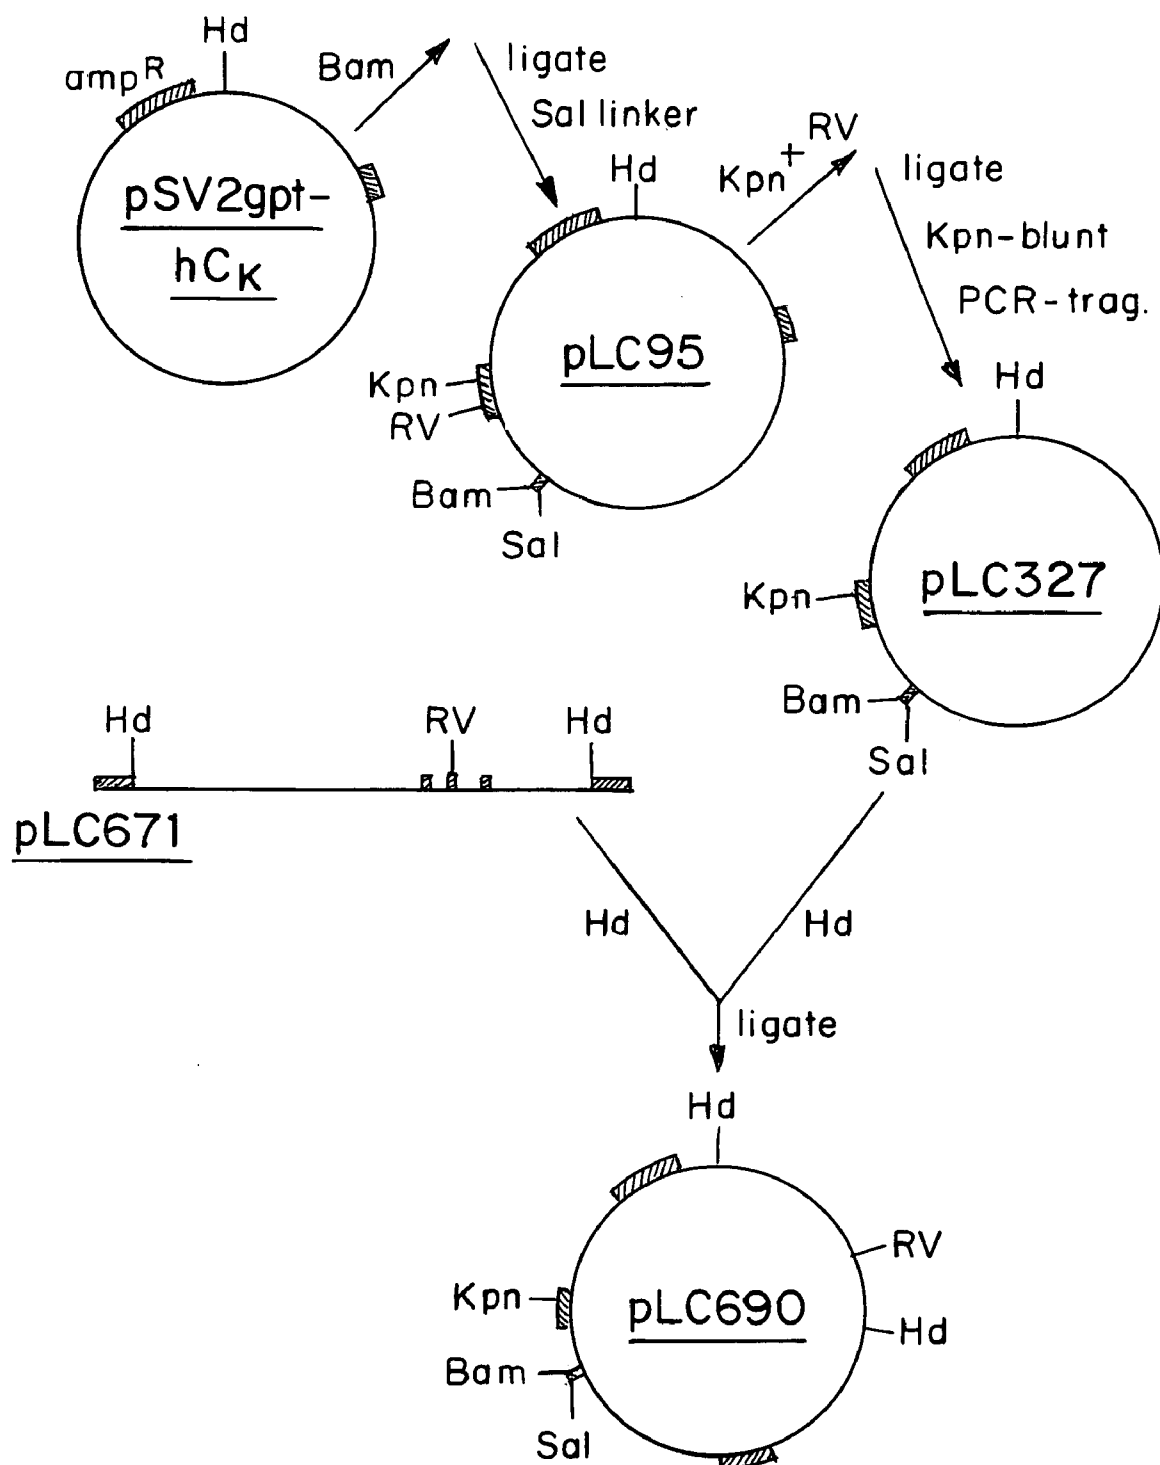 Hd
ampR
pSV2gpt-
hCK
Bam
ligate
Sal linker
Hd
Kpn + RV
pLC95
Kpn
RV
Bam
Sal
ligate
Kpn-blunt
PCR-trag.
Hd
pLC327
Kpn
Bam
Sal
Hd
RV
Hd
pLC671
Hd
Hd
ligate
Hd
RV
Hd
pLC690
Kpn
Bam
Sal